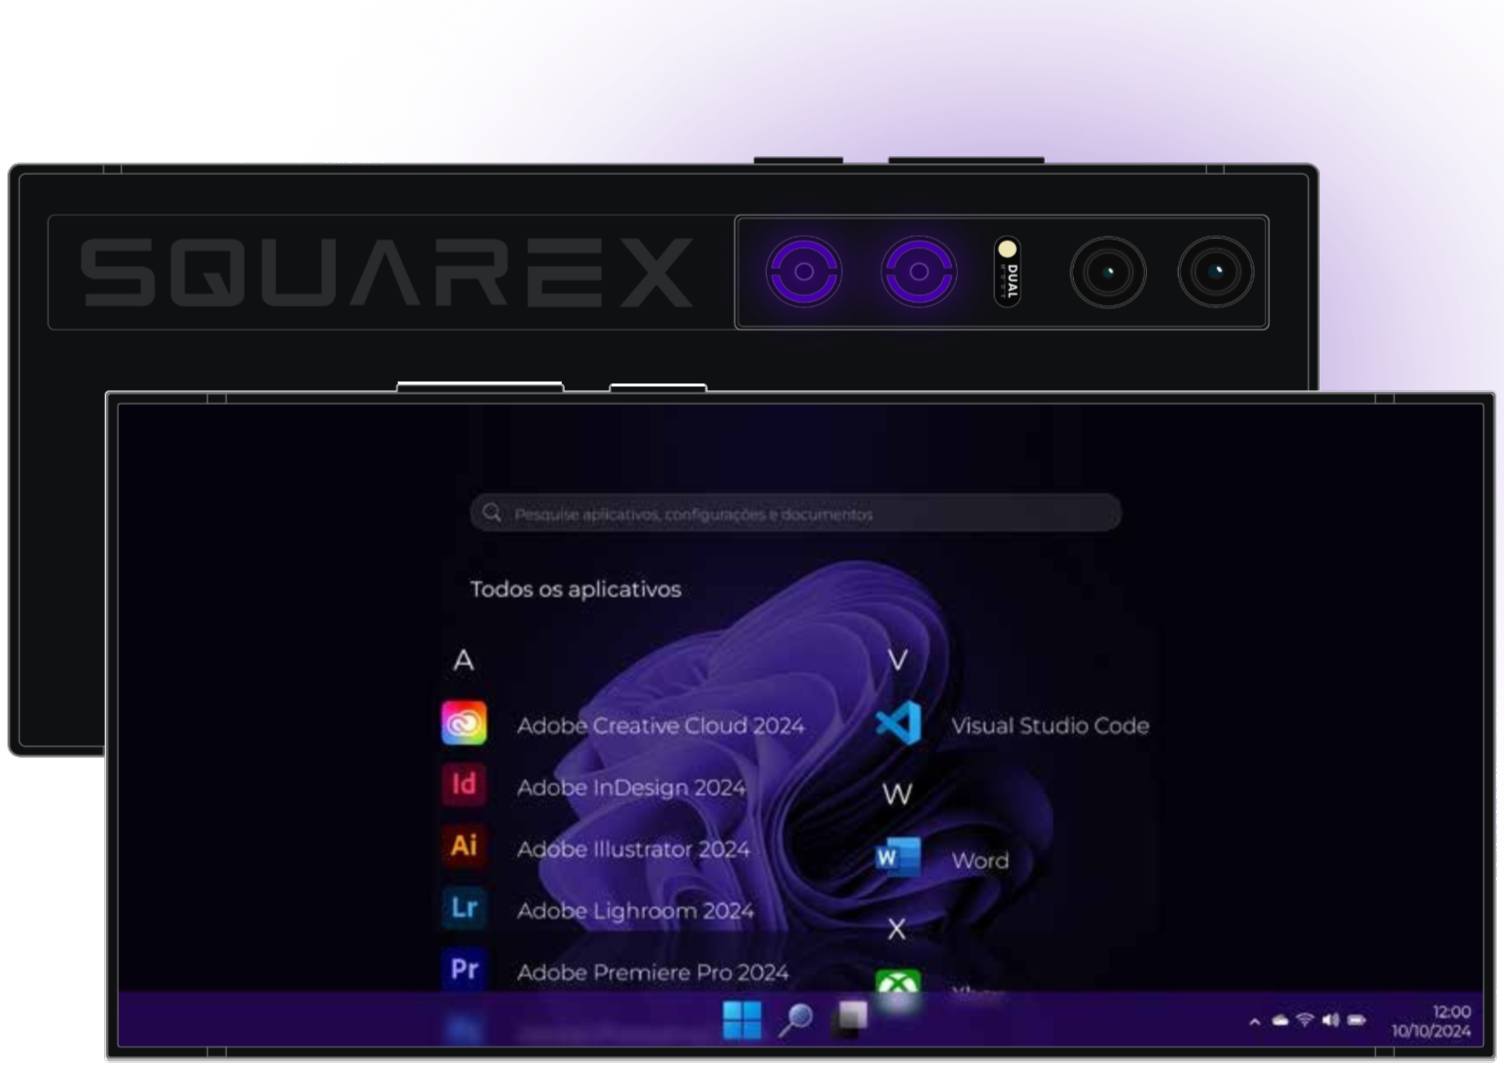 SQUAREX
DUAL
Pesquise aplicativos, configurações e documentos
Todos os aplicativos
A
Adobe Creative Cloud 2024
Id
Adobe InDesign 2024
Ai
Adobe Illustrator 2024
Lr
Adobe Lighroom 2024
Pr
Adobe Premiere Pro 2024
V
Visual Studio Code
W
W
Word
X
12:00
10/10/2024